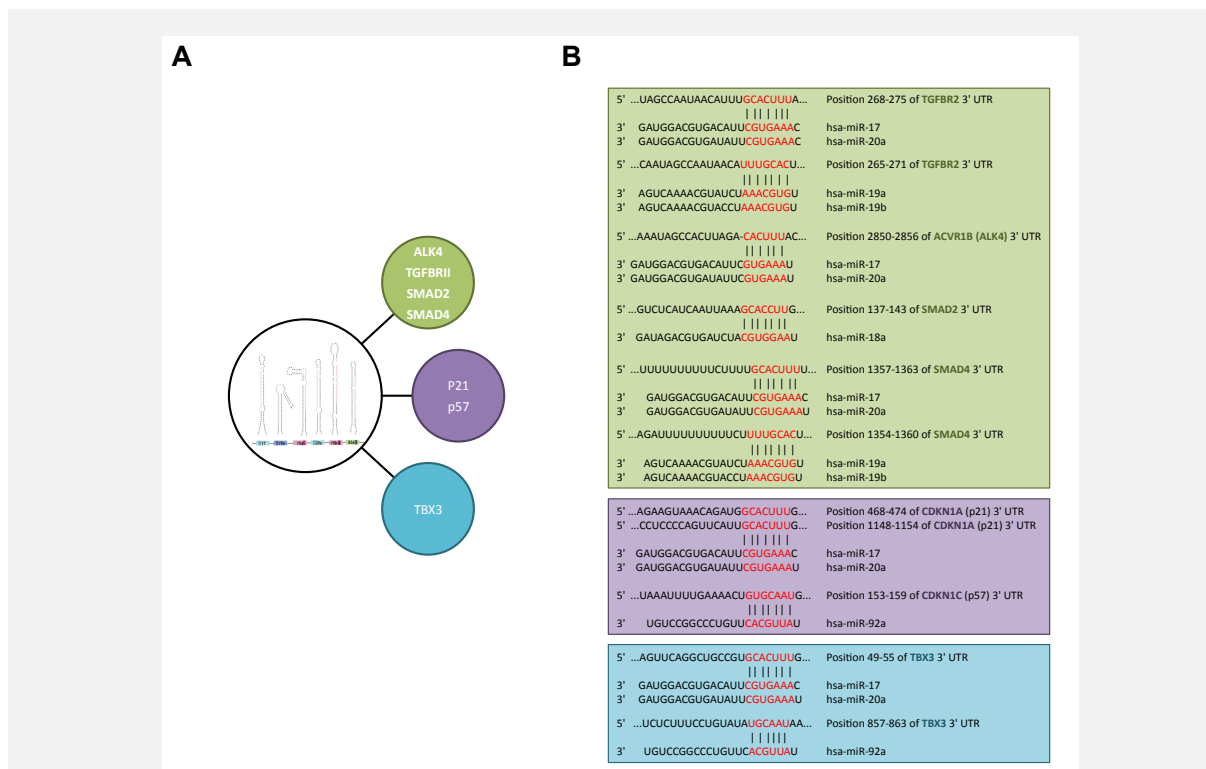 A
B
ALK4
TGFBRII
SMAD2
SMAD4
P21
p57
TBX3
5' ...UAGCCAAUAACAUUUGCACUUUA... Position 268-275 of TGFBR2 3' UTR
| || | |||
3' GAUGGACGUGACAUUCGUGAAAC hsa-miR-17
3' GAUGGACGUGAUAUUCGUGAAAC hsa-miR-20a
5' ...CAAUAGCCAAUAACAUUUGCACU... Position 265-271 of TGFBR2 3' UTR
|| || || |
3' AGUCAAAACGUAUCUAAACGUGU hsa-miR-19a
3' AGUCAAAACGUACCUAAACGUGU hsa-miR-19b
5' ...AAAUAGCCACUUAGA-CACUUUAC... Position 2850-2856 of ACVR1B (ALK4) 3' UTR
|| || | |
3' GAUGGACGUGACAUUCGUGAAAU hsa-miR-17
3' GAUGGACGUGAUAUUCGUGAAAU hsa-miR-20a
5' ...GUCUCAUCAAUUAAAGCACCUUG... Position 137-143 of SMAD2 3' UTR
| || || ||
3' GAUAGACGUGAUCUACGUGGAAU hsa-miR-18a
5' ...UUUUUUUUUUCUUUUGCACUUUU... Position 1357-1363 of SMAD4 3' UTR
|| || | ||
3' GAUGGACGUGACAUUCGUGAAAC hsa-miR-17
3' GAUGGACGUGAUAUUCGUGAAAU hsa-miR-20a
5' ...AGAUUUUUUUUUUCUUUUGCACU... Position 1354-1360 of SMAD4 3' UTR
|| || || |
3' AGUCAAAACGUAUCUAAACGUGU hsa-miR-19a
3' AGUCAAAACGUACCUAAACGUGU hsa-miR-19b
5' ...AGAAGUAAACAGAUGGCACUUUG... Position 468-474 of CDKN1A (p21) 3' UTR
5' ...CCUCCCCAGUUCAUUGCACUUUG... Position 1148-1154 of CDKN1A (p21) 3' UTR
| || || ||
3' GAUGGACGUGACAUUCGUGAAAC hsa-miR-17
3' GAUGGACGUGAUAUUCGUGAAAU hsa-miR-20a
5' ...UAAAUUUUGAAAACUGUGCAAUG... Position 153-159 of CDKN1C (p57) 3' UTR
|| || || |
3' UGUCCGGCCCUGUUCACGUUAU hsa-miR-92a
5' ...AGUUCAGGCUGCCGUGCACUUUG... Position 49-55 of TBX3 3' UTR
|| || | ||
3' GAUGGACGUGACAUUCGUGAAAC hsa-miR-17
3' GAUGGACGUGAUAUUCGUGAAAU hsa-miR-20a
5' ...UCUCUUUCCUGUAUAUGCAAUAA... Position 857-863 of TBX3 3' UTR
| | ||||
3' UGUCCGGCCCUGUUCACGUUAU hsa-miR-92a